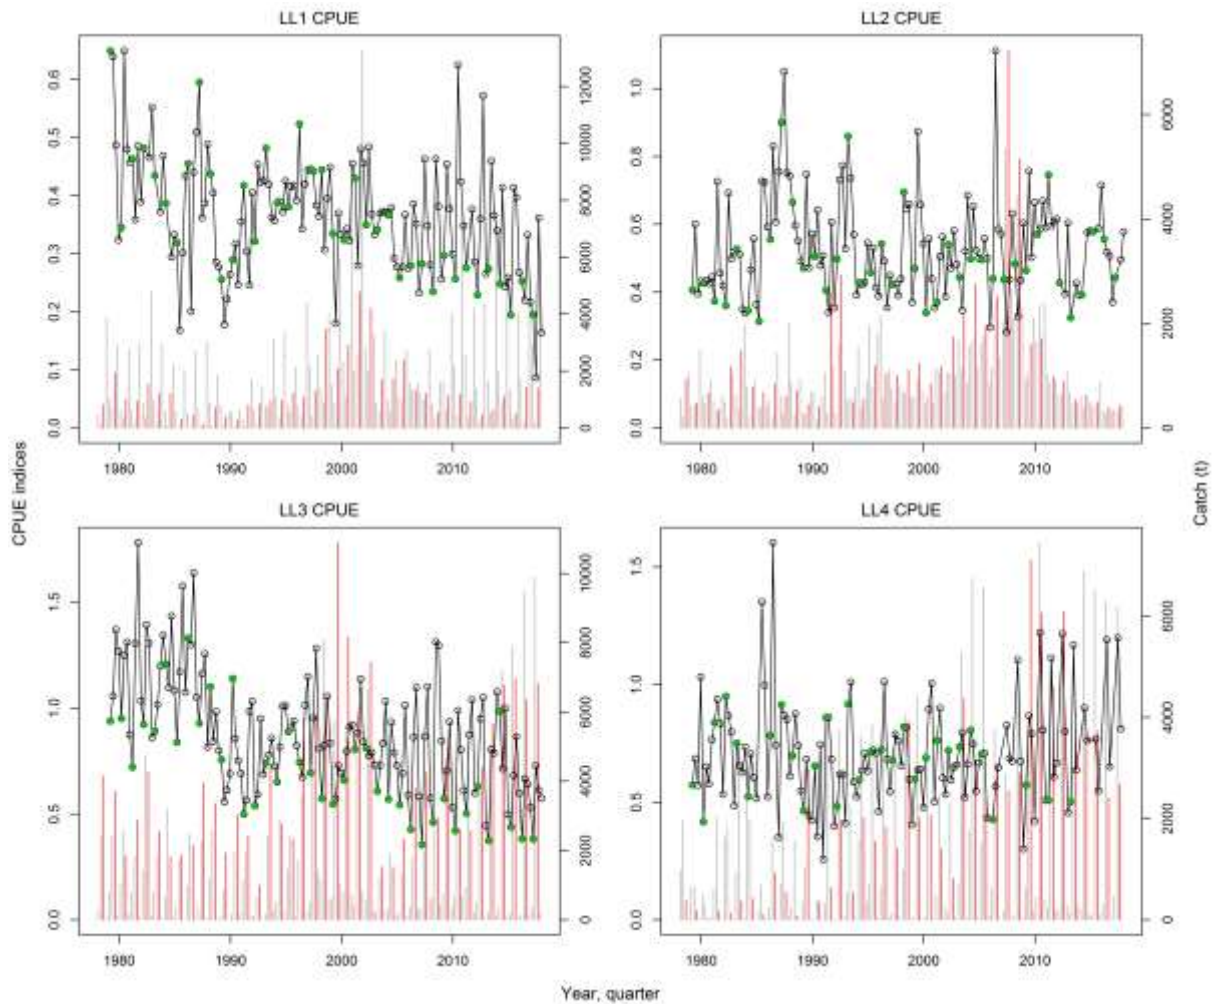 LL1 CPUE
LL2 CPUE
0.0 0.1 0.2 0.3 0.4 0.5 0.6
0 2000 4000 6000 8000 10000 12000
0.0 0.2 0.4 0.6 0.8 1.0
0 2000 4000 6000
1980 1990 2000 2010
1980 1990 2000 2010
CPUE indices
Catch (t)
LL3 CPUE
LL4 CPUE
0.0 0.5 1.0 1.5
0 2000 4000 6000 8000 10000
0.0 0.5 1.0 1.5
0 2000 4000 6000
1980 1990 2000 2010
1980 1990 2000 2010
Year, quarter